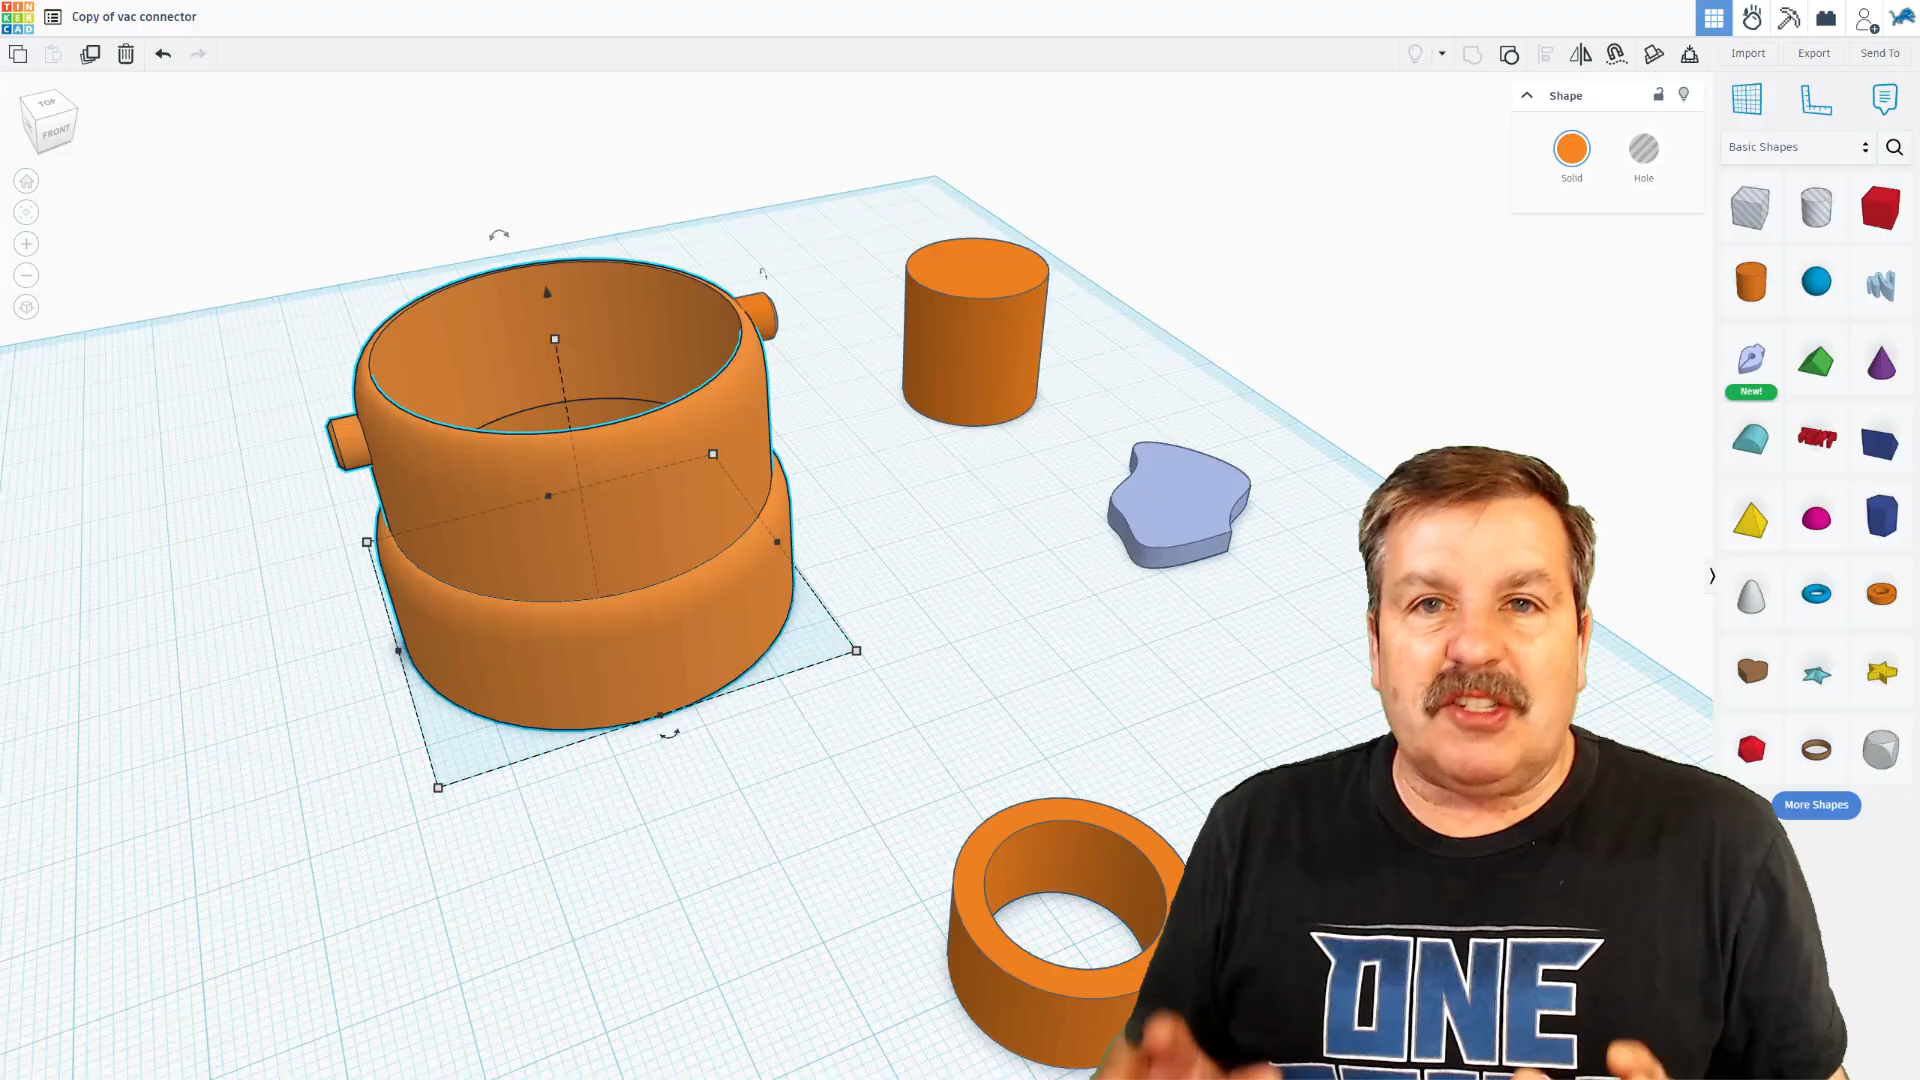 TIN
KER
CAD
Copy of vac connector
Import
Export
Send To
TOP
FRONT
Shape
Solid
Hole
Basic Shapes
New!
More Shapes
ONE